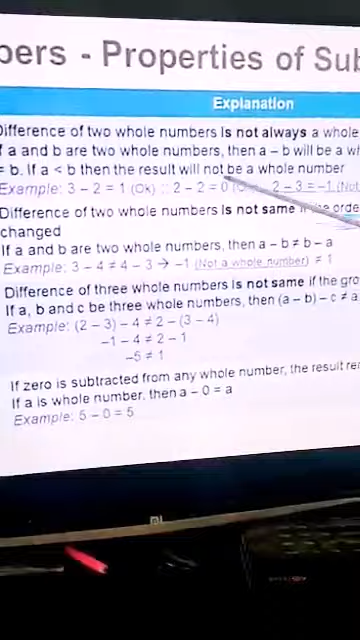 bers - Properties of Sub
Explanation
Difference of two whole numbers is not always a whole
f a and b are two whole numbers, then a – b will be a wh
= b. If a < b then the result will not be a whole number
Example: 3 – 2 = 1 (Ok) :: 2 – 2 = 0 (O 2 – 3 = –1 (Not
Difference of two whole numbers is not same if the orde
changed
If a and b are two whole numbers, then a – b ≠ b – a
Example: 3 – 4 ≠ 4 – 3 → –1 (Not a whole number) ≠ 1
Difference of three whole numbers is not same if the gro
If a, b and c be three whole numbers, then (a – b) – c ≠ a
Example: (2 – 3) – 4 ≠ 2 – (3 – 4)
–1 – 4 ≠ 2 – 1
–5 ≠ 1
If zero is subtracted from any whole number, the result re
If a is whole number. then a – 0 = a
Example: 5 – 0 = 5
mi